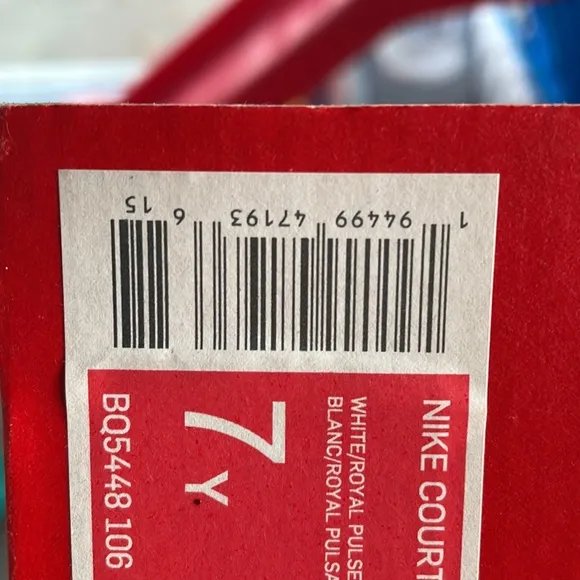 1 94499 47193 6 15
NIKE COURT
WHITE/ROYAL PULSE
BLANC/ROYAL PULSA
7Y
BQ5448 106